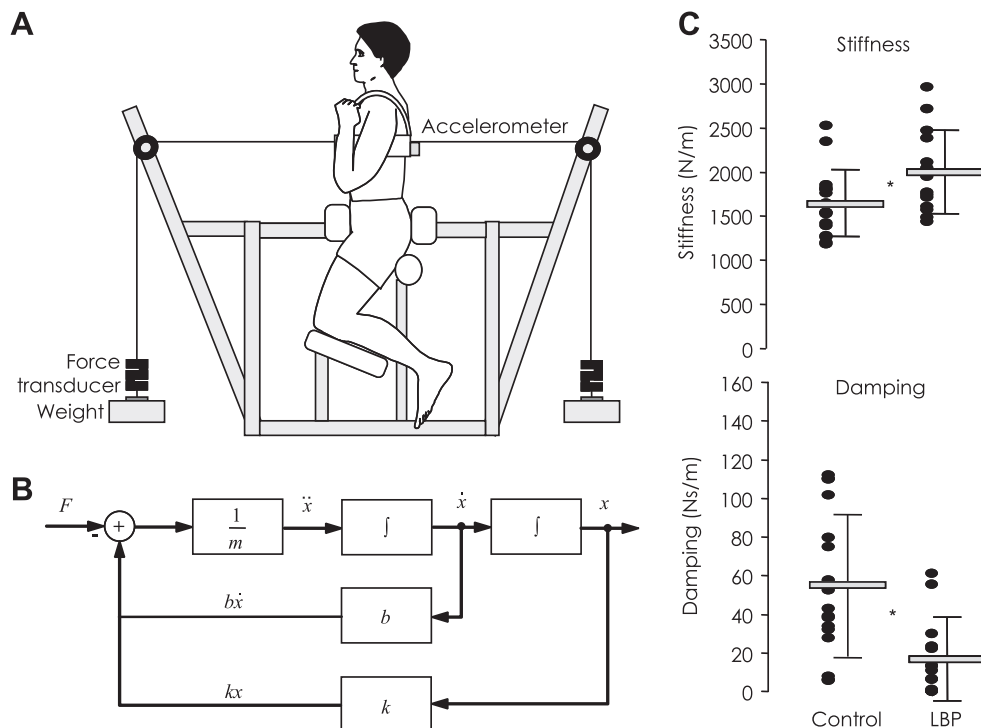 A
Accelerometer
Force
transducer
Weight
B
F
+
-
1
m
ẍ
∫
ẋ
∫
x
bẋ
b
kx
k
C
Stiffness
Stiffness (N/m)
3500
3000
2500
2000
1500
1000
500
0
*
Damping
Damping (Ns/m)
160
140
120
100
80
60
40
20
0
*
Control LBP